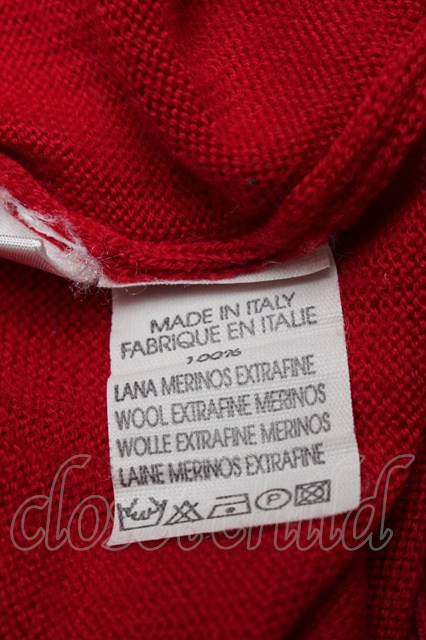 MADE IN ITALY
FABRIQUE EN ITALIE
100%
LANA MERINOS EXTRAFINE
WOOL EXTRAFINE MERINOS
WOLLE EXTRAFINE MERINOS
LAINE MERINOS EXTRAFINE
P
closetchild